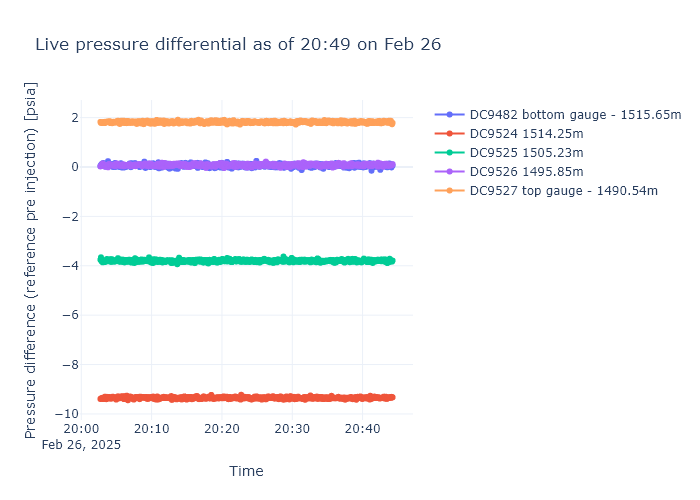 Live pressure differential as of 20:49 on Feb 26
Pressure difference (reference pre injection) [psia]
2
0
−2
−4
−6
−8
−10
20:00
Feb 26, 2025
20:10
20:20
20:30
20:40
Time
DC9482 bottom gauge - 1515.65m
DC9524 1514.25m
DC9525 1505.23m
DC9526 1495.85m
DC9527 top gauge - 1490.54m